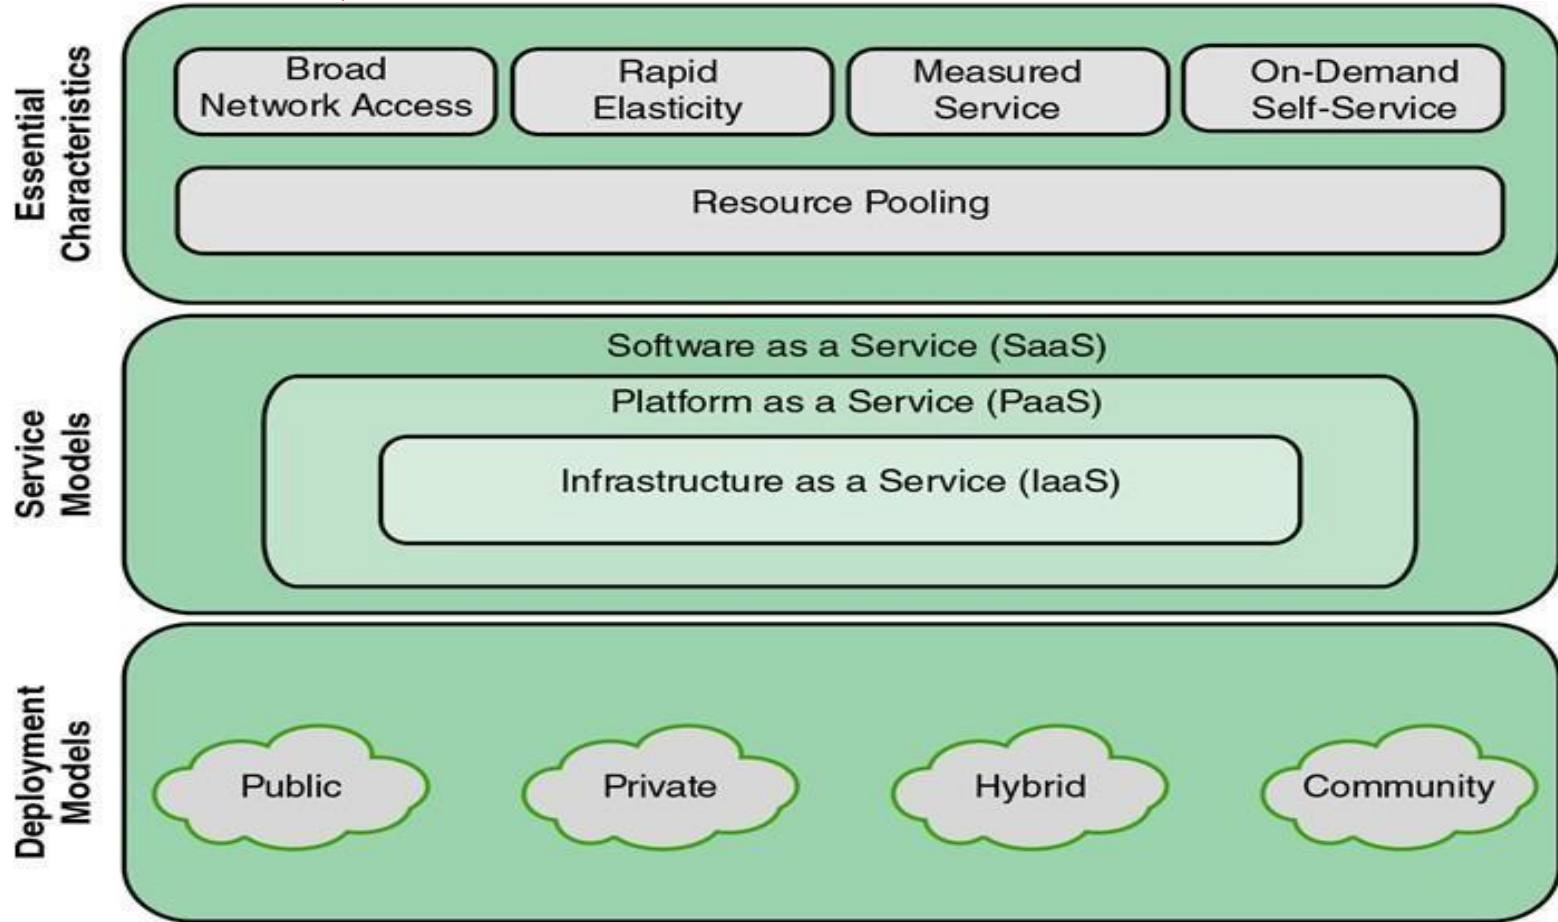 Essential
Characteristics
Broad
Network Access
Rapid
Elasticity
Measured
Service
On-Demand
Self-Service
Resource Pooling
Service
Models
Software as a Service (SaaS)
Platform as a Service (PaaS)
Infrastructure as a Service (IaaS)
Deployment
Models
Public
Private
Hybrid
Community